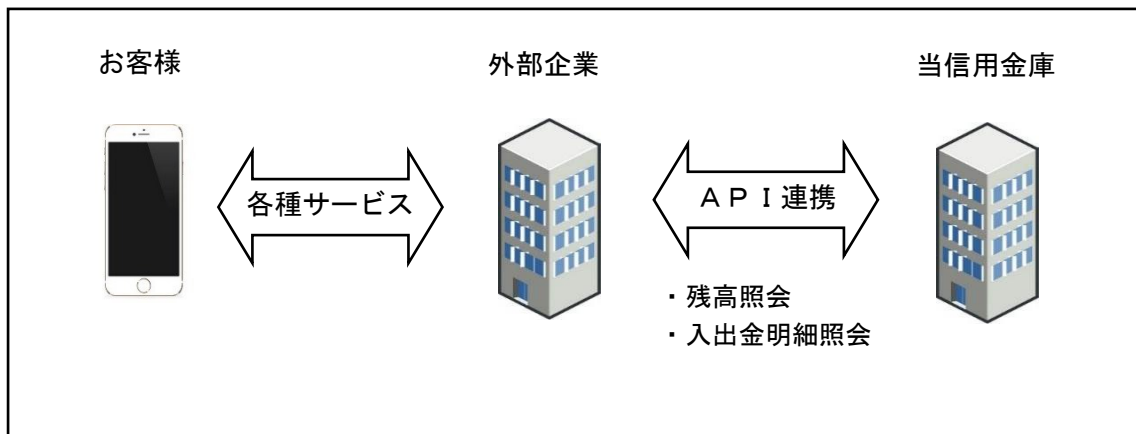 お客様
外部企業
当信用金庫
各種サービス
ＡＰＩ連携
・残高照会
・入出金明細照会